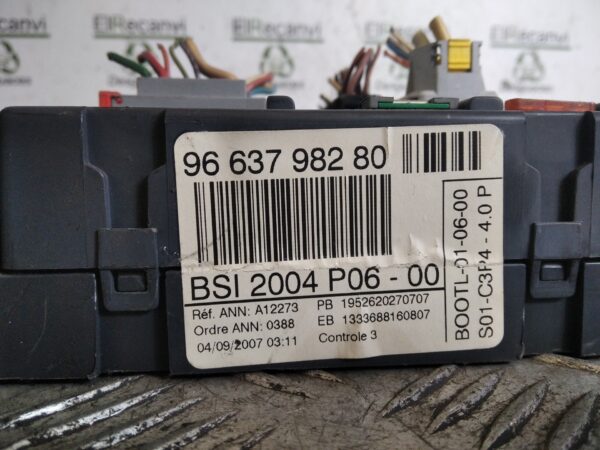 ElRecanvi
ElRecanvi
96 637 982 80
BSI 2004 P06 - 00
Réf. ANN: A12273
PB 1952620270707
Ordre ANN: 0388
EB 1333688160807
04/09/2007 03:11
Controle 3
BOOTL-01-06-00
S01-C3P4 - 4.0 P